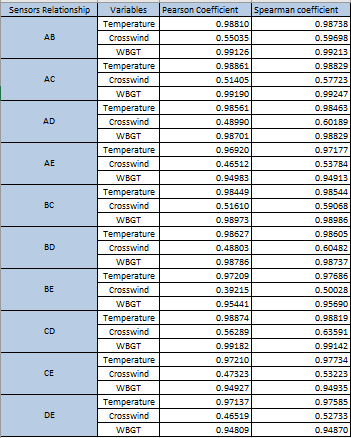 Sensors Relationship Variables Pearson Coefficient Spearman coefficient
AB Temperature 0.98810 0.98738
Crosswind 0.55035 0.59698
WBGT 0.99126 0.99213
AC Temperature 0.98861 0.98829
Crosswind 0.51405 0.57723
WBGT 0.99190 0.99247
AD Temperature 0.98561 0.98463
Crosswind 0.48990 0.60189
WBGT 0.98701 0.98829
AE Temperature 0.96920 0.97177
Crosswind 0.46512 0.53784
WBGT 0.94983 0.94913
BC Temperature 0.98449 0.98544
Crosswind 0.51610 0.59068
WBGT 0.98973 0.98986
BD Temperature 0.98627 0.98605
Crosswind 0.48803 0.60482
WBGT 0.98786 0.98737
BE Temperature 0.97209 0.97686
Crosswind 0.39215 0.50028
WBGT 0.95441 0.95690
CD Temperature 0.98874 0.98819
Crosswind 0.56289 0.63591
WBGT 0.99182 0.99142
CE Temperature 0.97210 0.97734
Crosswind 0.47323 0.53223
WBGT 0.94927 0.94935
DE Temperature 0.97137 0.97585
Crosswind 0.46519 0.52733
WBGT 0.94809 0.94870